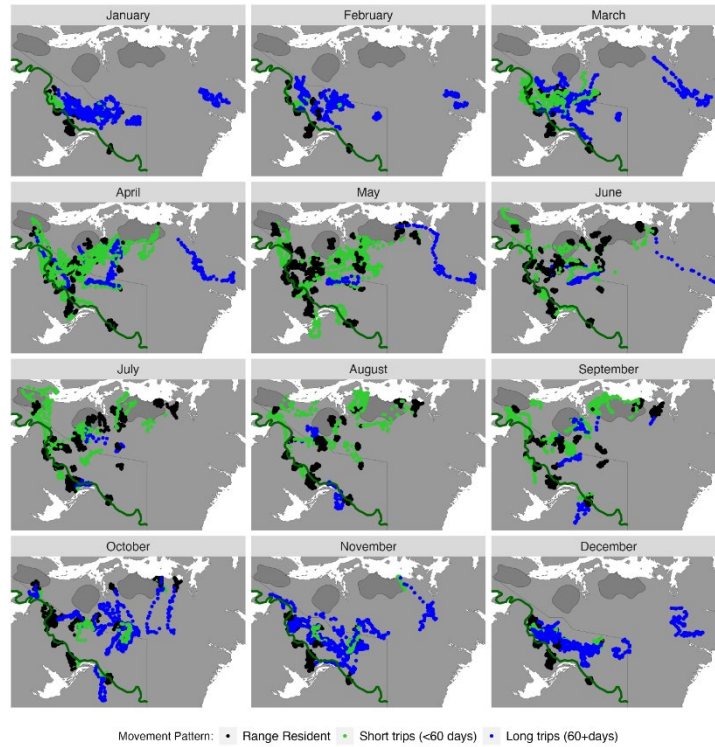 January
February
March
April
May
June
July
August
September
October
November
December
Movement Pattern: Range Resident Short trips (<60 days) Long trips (60+days)